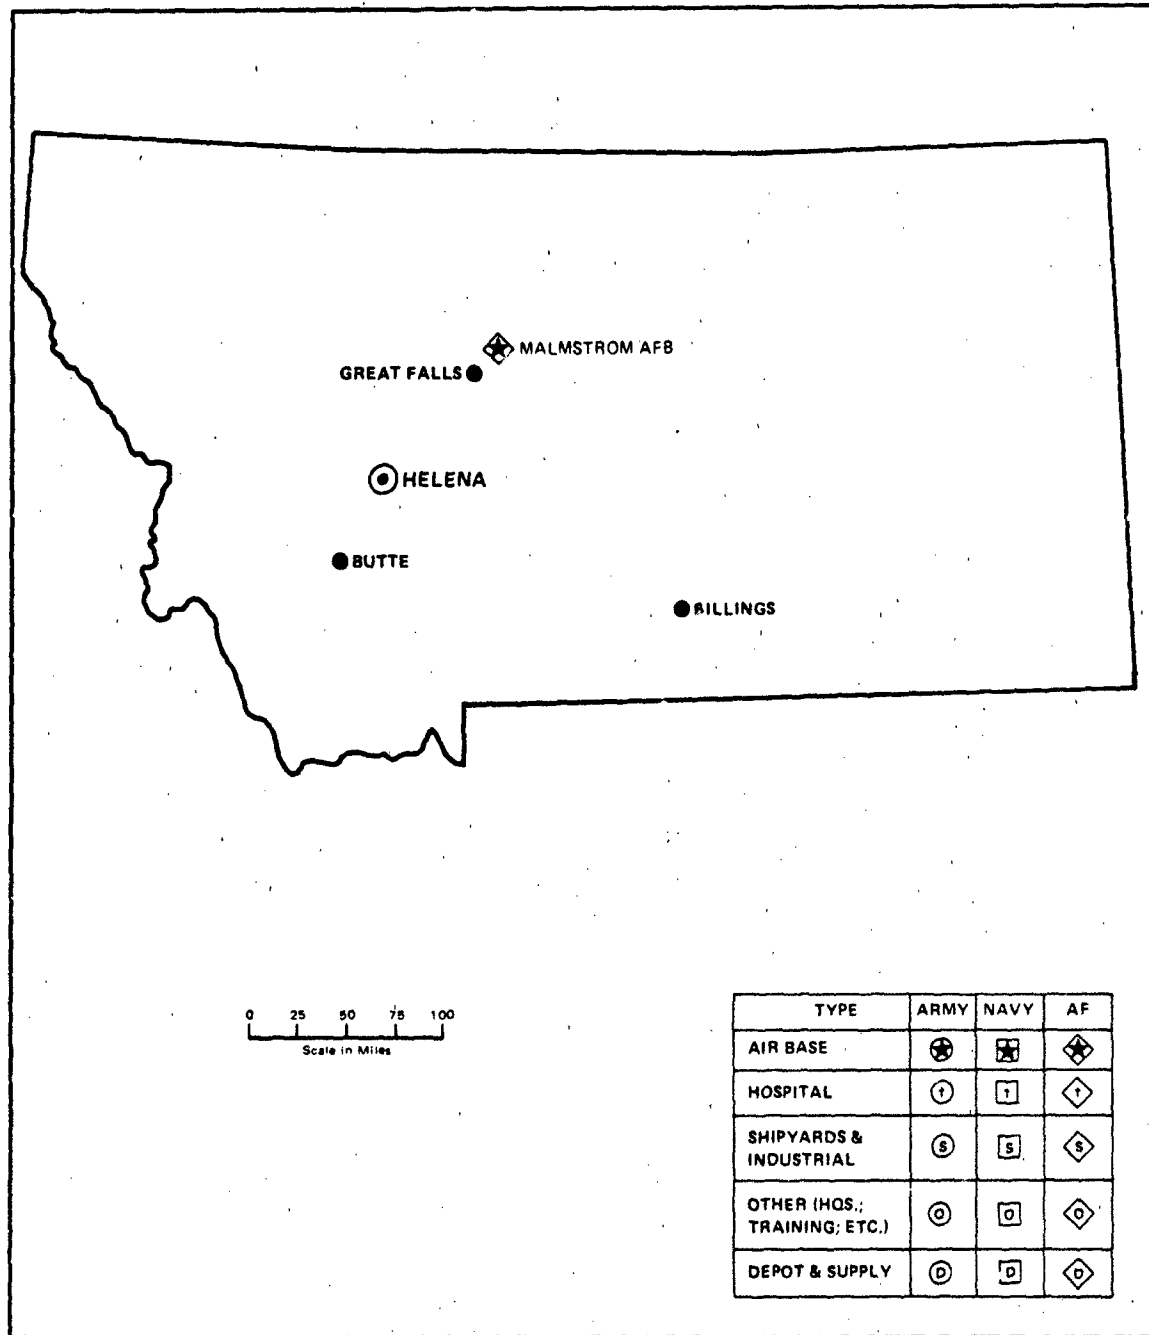 MALMSTROM AFB
GREAT FALLS
HELENA
BUTTE
BILLINGS
0 25 50 75 100
Scale in Miles
TYPE ARMY NAVY AF
AIR BASE
HOSPITAL
† † †
SHIPYARDS &
INDUSTRIAL
S S S
OTHER (HQS.;
TRAINING; ETC.)
O O O
DEPOT & SUPPLY
D D D